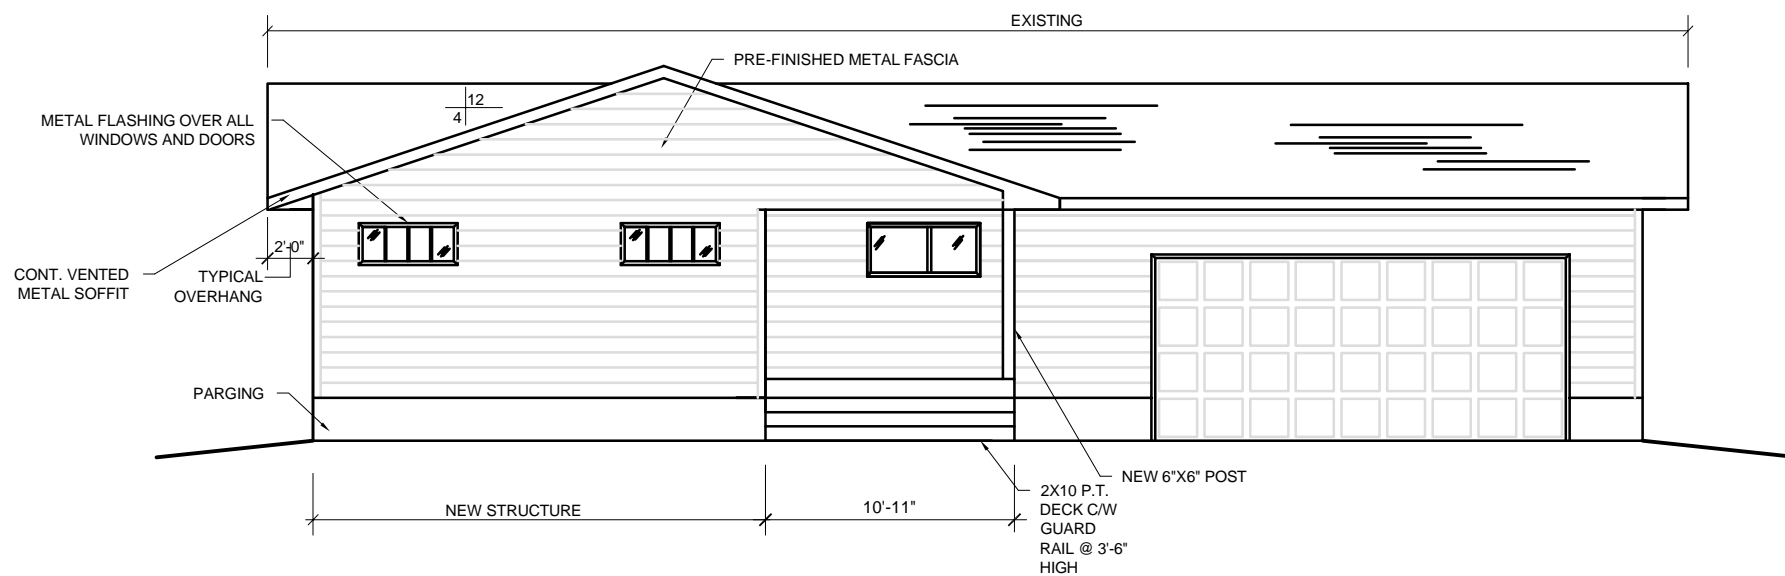 EXISTING
PRE-FINISHED METAL FASCIA
12
4
METAL FLASHING OVER ALL
WINDOWS AND DOORS
2'-0"
CONT. VENTED
METAL SOFFIT
TYPICAL
OVERHANG
PARGING
NEW STRUCTURE
10'-11"
NEW 6"X6" POST
2X10 P.T.
DECK C/W
GUARD
RAIL @ 3'-6"
HIGH